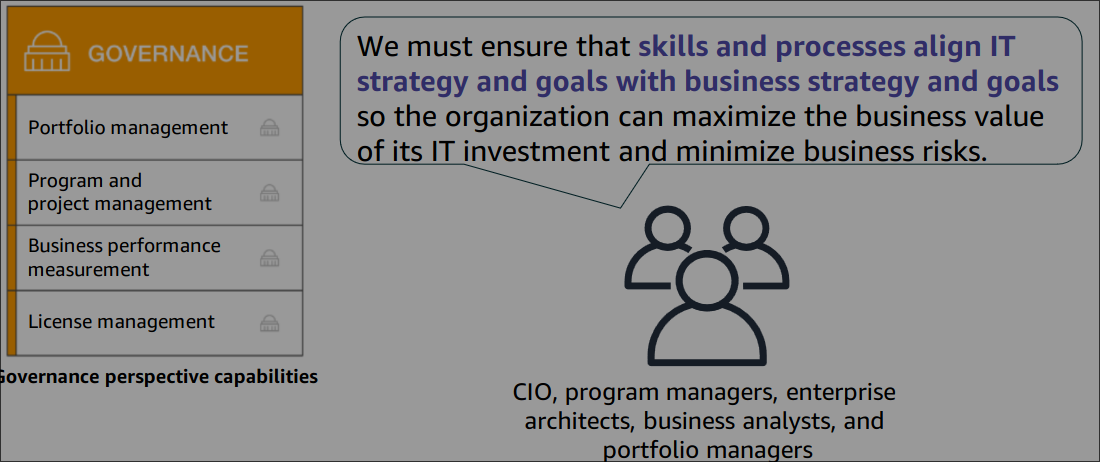 GOVERNANCE
Portfolio management
Program and
project management
Business performance
measurement
License management
Governance perspective capabilities
We must ensure that skills and processes align IT
strategy and goals with business strategy and goals
so the organization can maximize the business value
of its IT investment and minimize business risks.
CIO, program managers, enterprise
architects, business analysts, and
portfolio managers